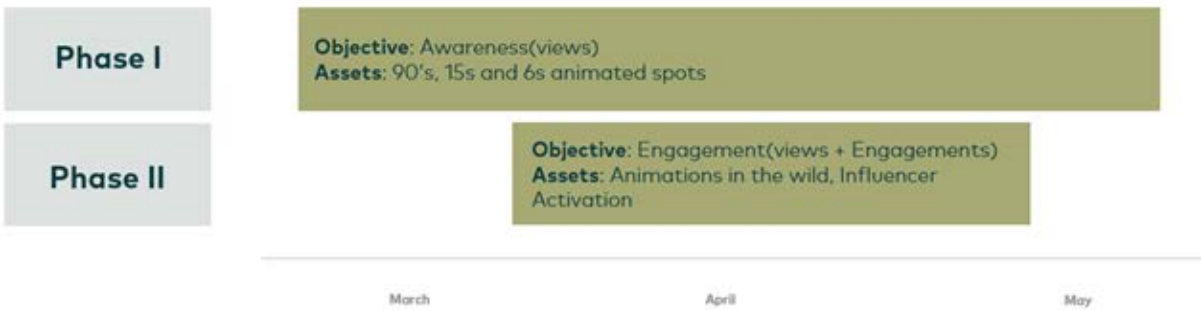 Phase I
Objective: Awareness(views)
Assets: 90's, 15s and 6s animated spots
Phase II
Objective: Engagement(views + Engagements)
Assets: Animations in the wild, Influencer
Activation
March
April
May